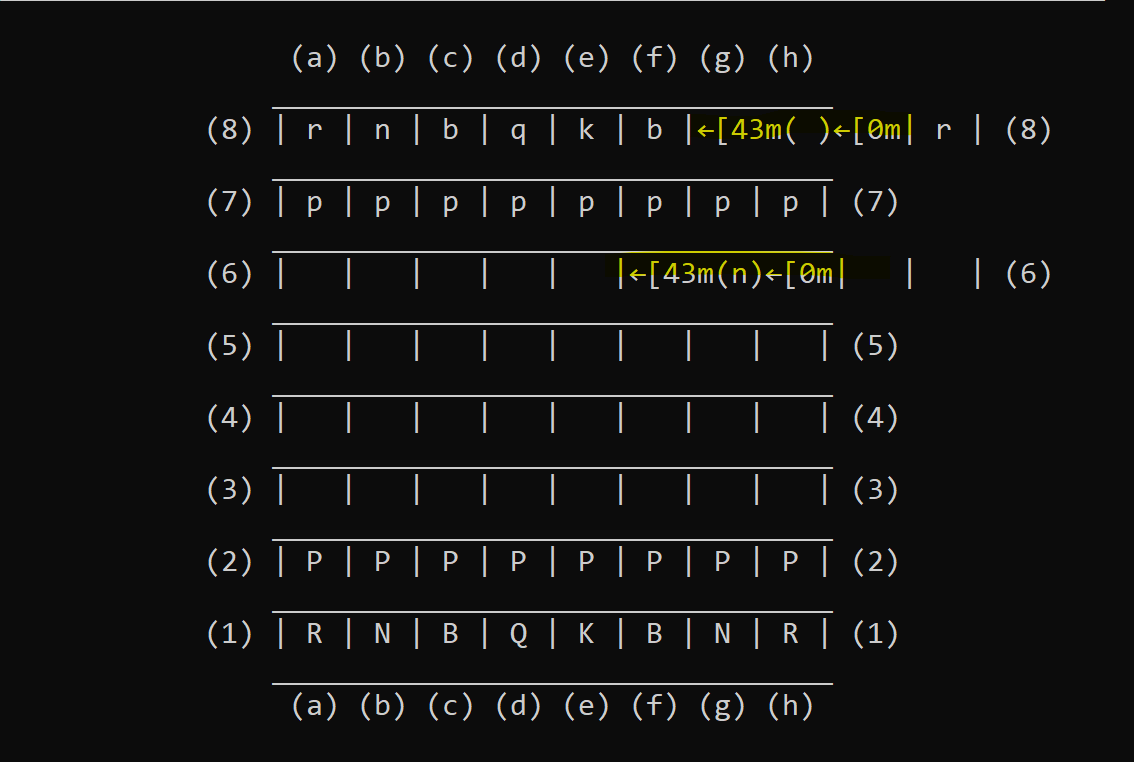 (a) (b) (c) (d) (e) (f) (g) (h)
(8) | r | n | b | q | k | b |←[43m( )←[0m| r | (8)
(7) | p | p | p | p | p | p | p | p | (7)
(6) |   |   |   |   |   |←[43m(n)←[0m|   |   | (6)
(5) |   |   |   |   |   |   |   |   | (5)
(4) |   |   |   |   |   |   |   |   | (4)
(3) |   |   |   |   |   |   |   |   | (3)
(2) | P | P | P | P | P | P | P | P | (2)
(1) | R | N | B | Q | K | B | N | R | (1)
(a) (b) (c) (d) (e) (f) (g) (h)